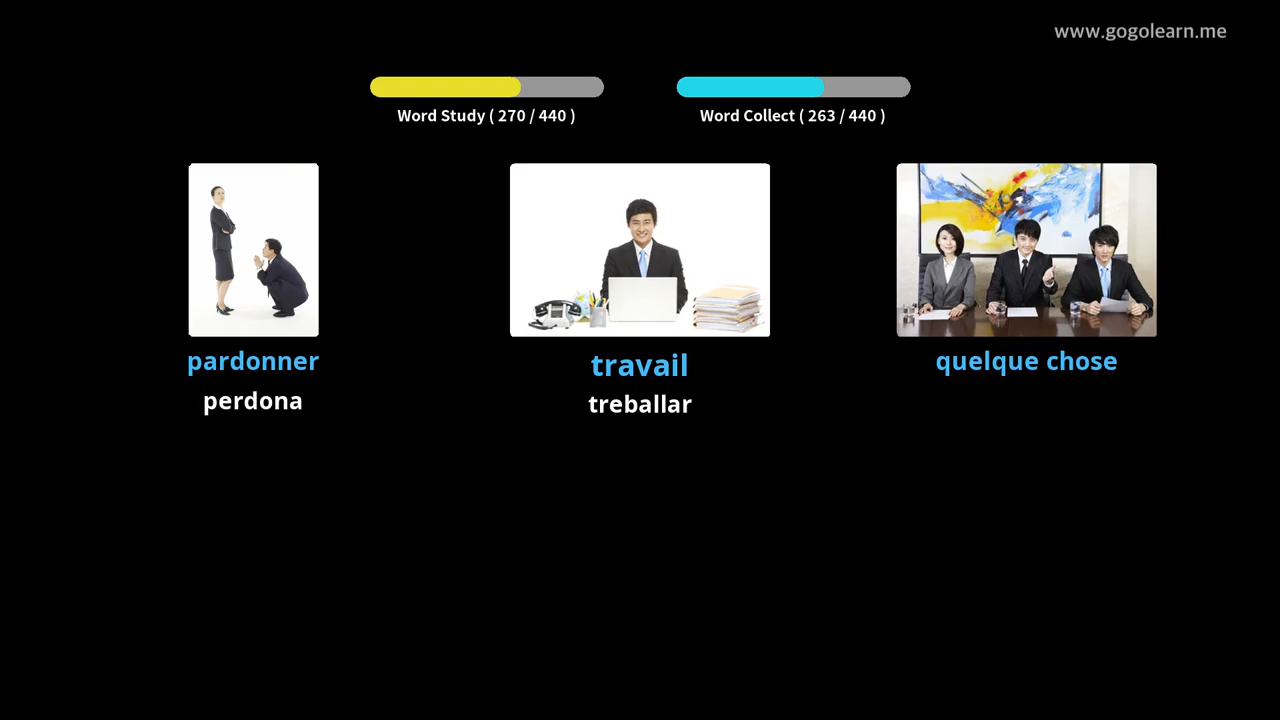 www.gogolearn.me
Word Study ( 270 / 440 )
Word Collect ( 263 / 440 )
pardonner
perdona
travail
treballar
quelque chose